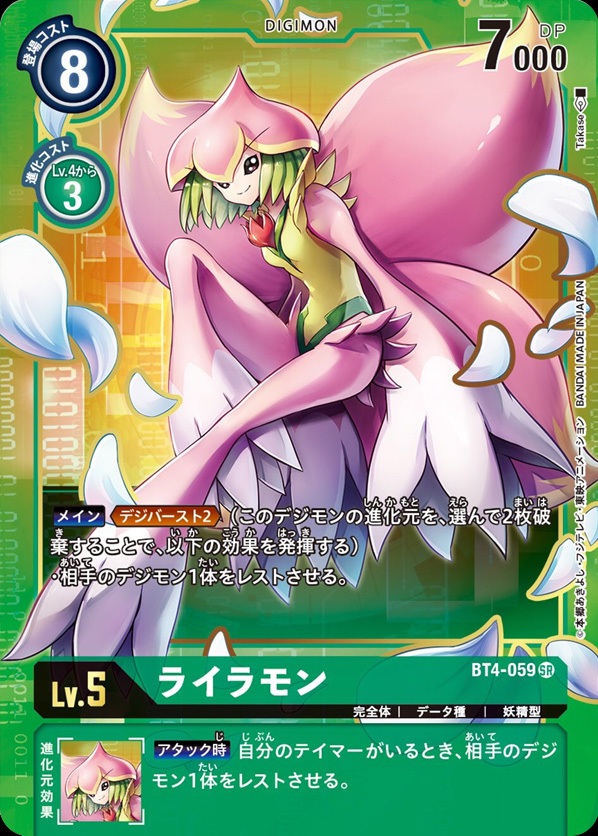 DIGIMON
登場コスト
8
DP
7000
進化コスト
Lv.4から
3
Takase
BANDAI MADE IN JAPAN
©本郷あきよし・フジテレビ・東映アニメーション
メイン デジバースト2 (このデジモンの進化元を、選んで2枚破
棄することで、以下の効果を発揮する)
・相手のデジモン1体をレストさせる。
BT4-059 SR
Lv.5 ライラモン
完全体 | データ種 | 妖精型
進化元効果
アタック時 自分のテイマーがいるとき、相手のデジ
モン1体をレストさせる。